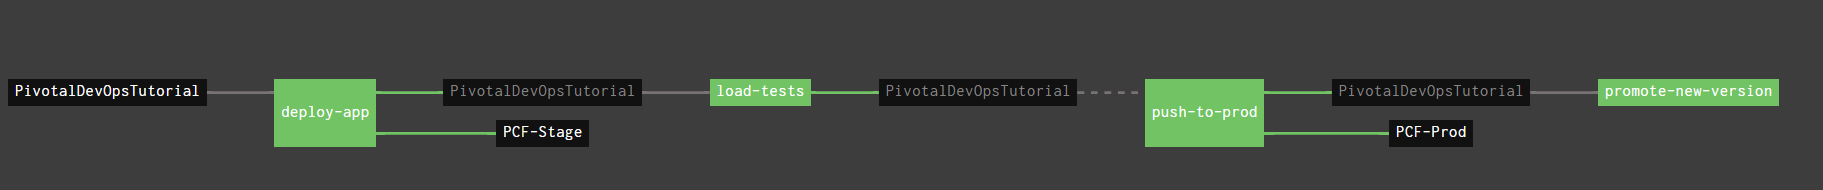 PivotalDevOpsTutorial
deploy-app
PivotalDevOpsTutorial
PCF-Stage
load-tests
PivotalDevOpsTutorial
push-to-prod
PivotalDevOpsTutorial
PCF-Prod
promote-new-version